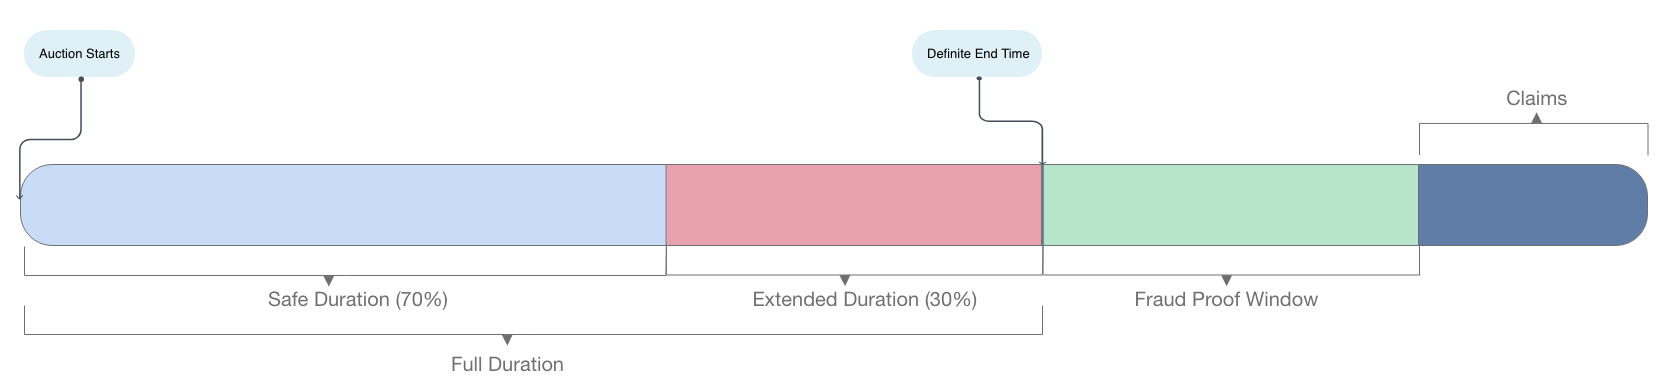 Auction Starts
Definite End Time
Claims
Safe Duration (70%)
Extended Duration (30%)
Fraud Proof Window
Full Duration